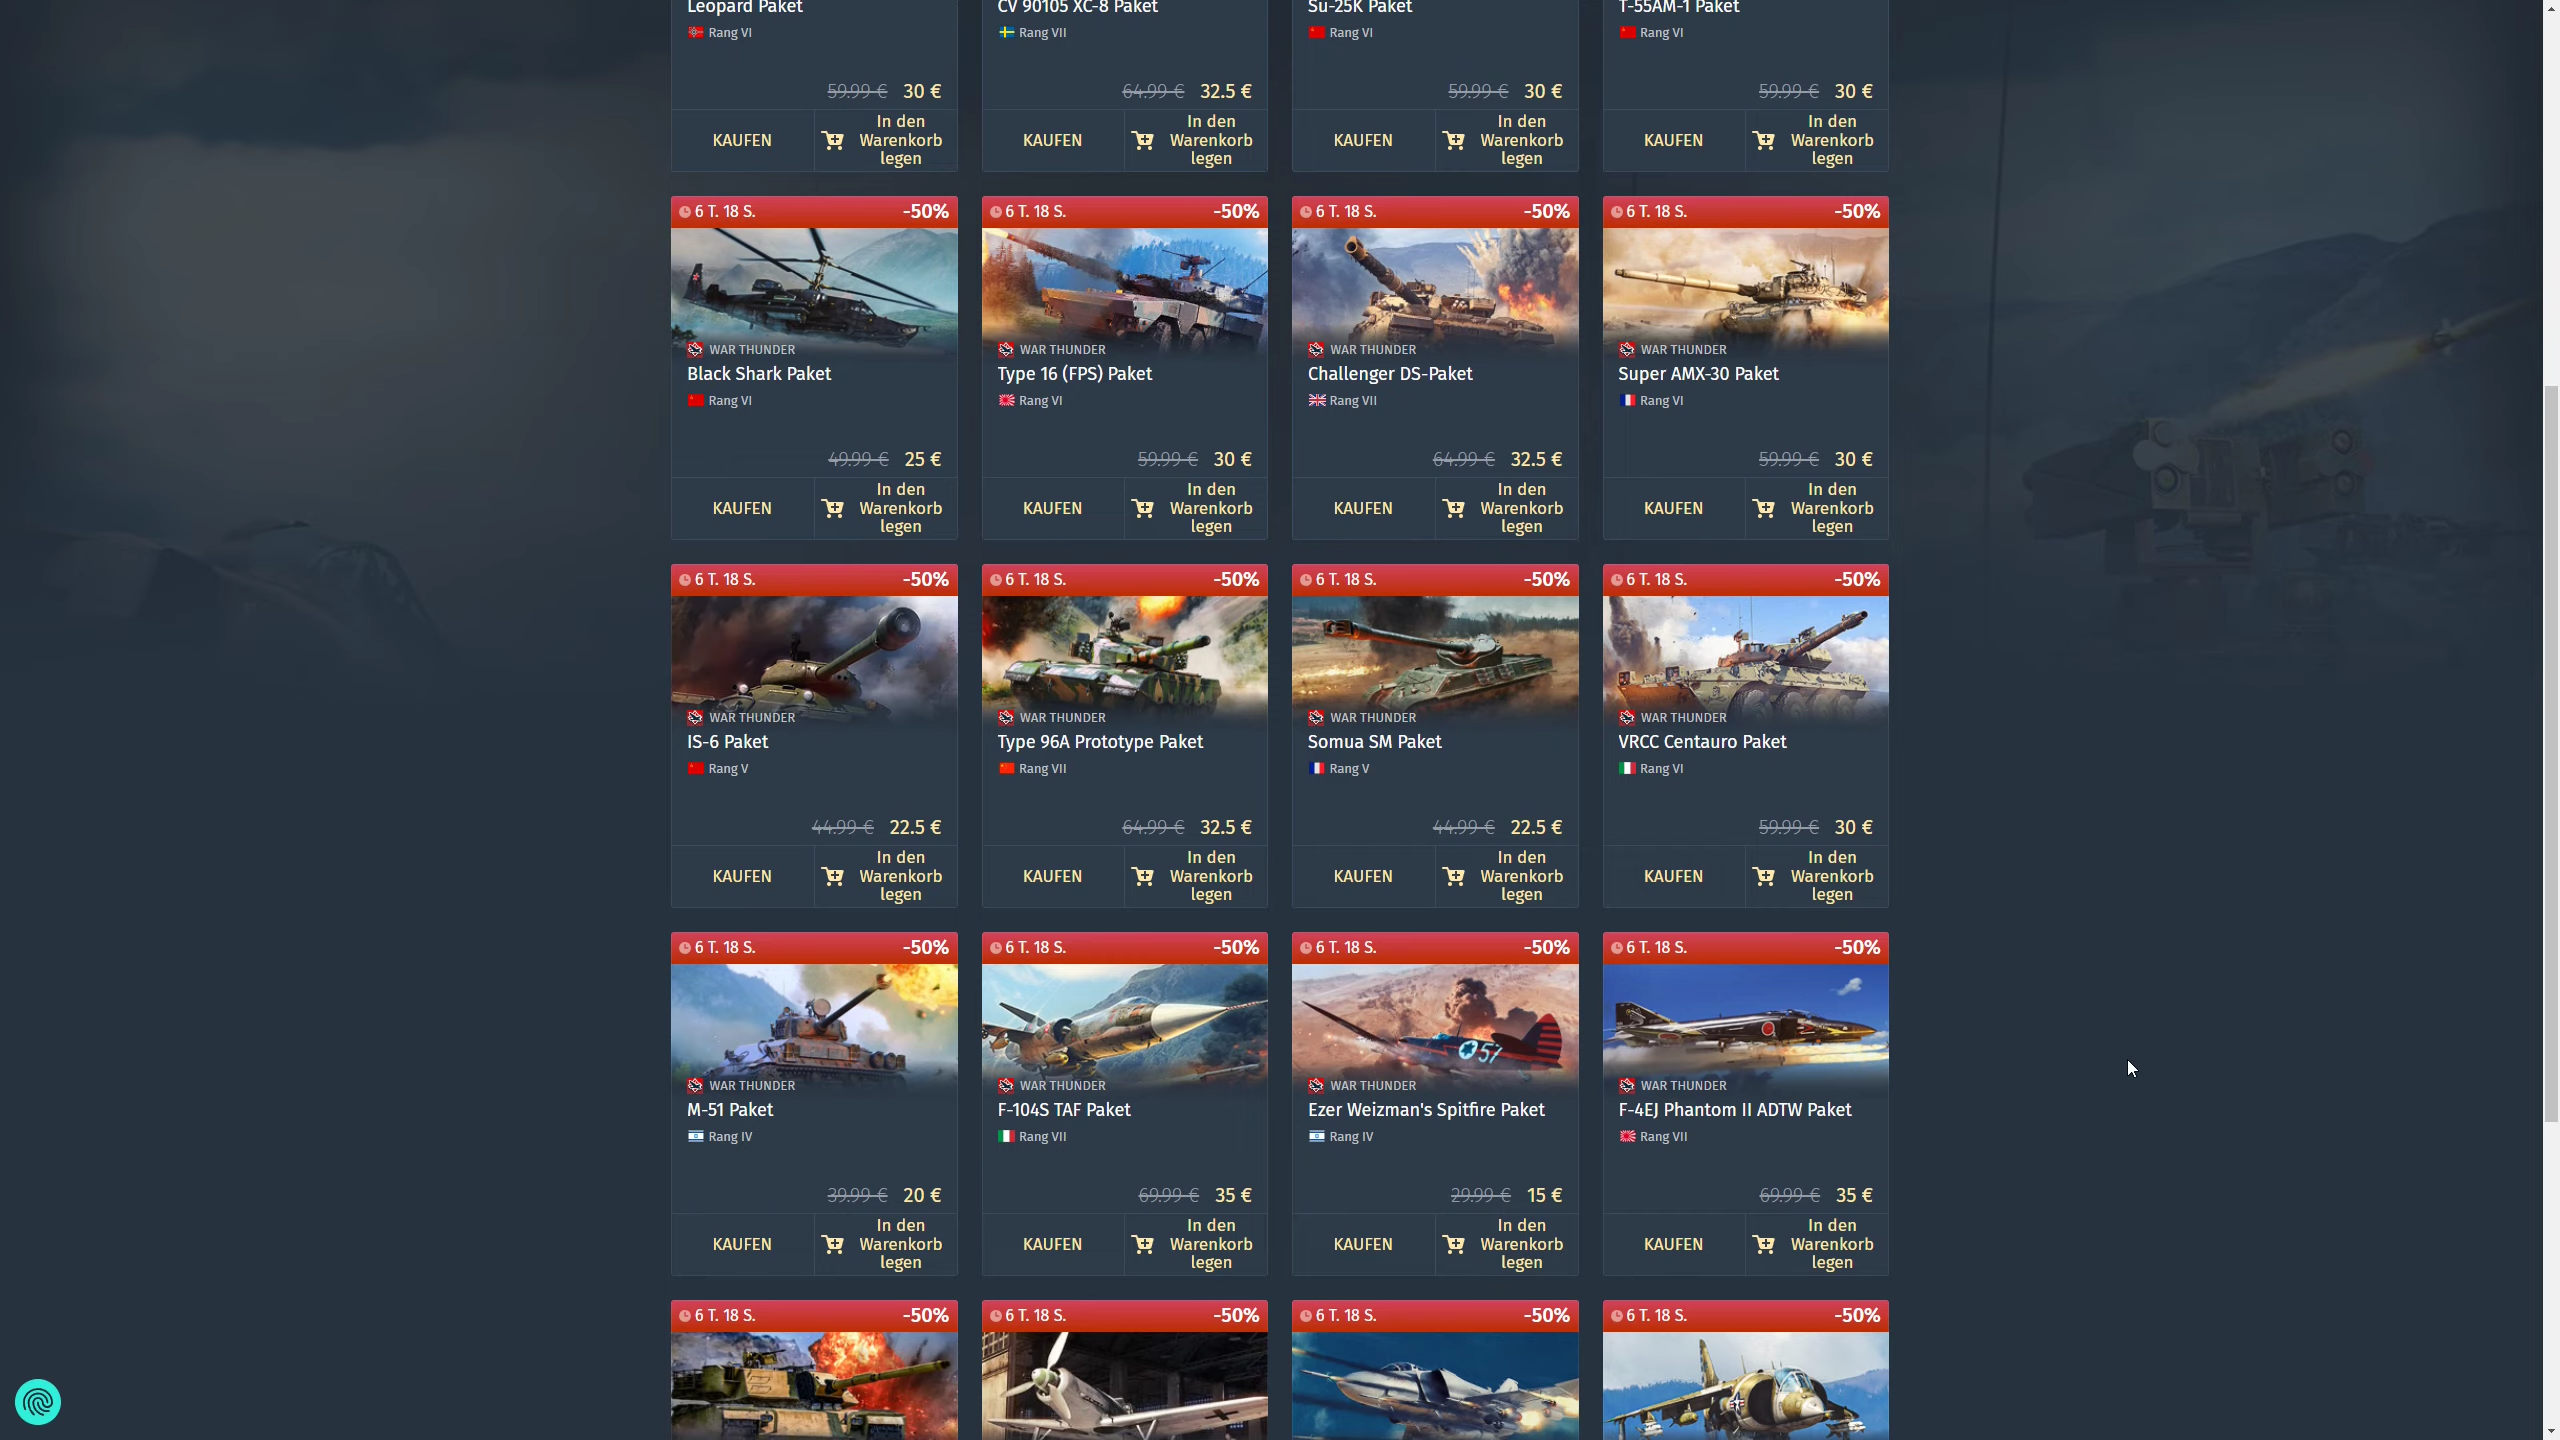 Leopard Paket
Rang VI
59.99 € 30 €
KAUFEN
In den
Warenkorb
legen
CV 90105 XC-8 Paket
Rang VII
64.99 € 32.5 €
KAUFEN
In den
Warenkorb
legen
Su-25K Paket
Rang VI
59.99 € 30 €
KAUFEN
In den
Warenkorb
legen
T-55AM-1 Paket
Rang VI
59.99 € 30 €
KAUFEN
In den
Warenkorb
legen
6 T. 18 S. -50%
WAR THUNDER
Black Shark Paket
Rang VI
49.99 € 25 €
KAUFEN
In den
Warenkorb
legen
6 T. 18 S. -50%
WAR THUNDER
Type 16 (FPS) Paket
Rang VI
59.99 € 30 €
KAUFEN
In den
Warenkorb
legen
6 T. 18 S. -50%
WAR THUNDER
Challenger DS-Paket
Rang VII
64.99 € 32.5 €
KAUFEN
In den
Warenkorb
legen
6 T. 18 S. -50%
WAR THUNDER
Super AMX-30 Paket
Rang VI
59.99 € 30 €
KAUFEN
In den
Warenkorb
legen
6 T. 18 S. -50%
WAR THUNDER
IS-6 Paket
Rang V
44.99 € 22.5 €
KAUFEN
In den
Warenkorb
legen
6 T. 18 S. -50%
WAR THUNDER
Type 96A Prototype Paket
Rang VII
64.99 € 32.5 €
KAUFEN
In den
Warenkorb
legen
6 T. 18 S. -50%
WAR THUNDER
Somua SM Paket
Rang V
44.99 € 22.5 €
KAUFEN
In den
Warenkorb
legen
6 T. 18 S. -50%
WAR THUNDER
VRCC Centauro Paket
Rang VI
59.99 € 30 €
KAUFEN
In den
Warenkorb
legen
6 T. 18 S. -50%
WAR THUNDER
M-51 Paket
Rang IV
39.99 € 20 €
KAUFEN
In den
Warenkorb
legen
6 T. 18 S. -50%
WAR THUNDER
F-104S TAF Paket
Rang VII
69.99 € 35 €
KAUFEN
In den
Warenkorb
legen
6 T. 18 S. -50%
57
WAR THUNDER
Ezer Weizman's Spitfire Paket
Rang IV
29.99 € 15 €
KAUFEN
In den
Warenkorb
legen
6 T. 18 S. -50%
WAR THUNDER
F-4EJ Phantom II ADTW Paket
Rang VII
69.99 € 35 €
KAUFEN
In den
Warenkorb
legen
6 T. 18 S. -50%
6 T. 18 S. -50%
6 T. 18 S. -50%
6 T. 18 S. -50%